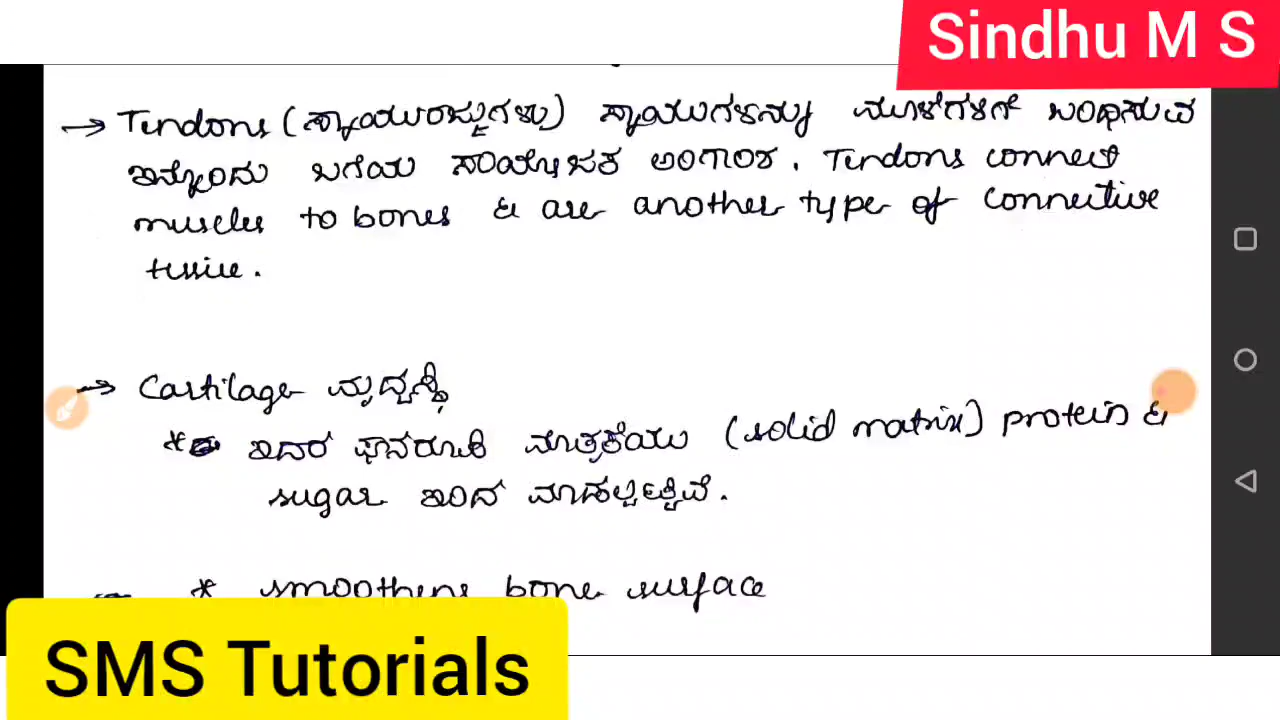 Sindhu M S
→ Tendons (ಸ್ನಾಯುರಜ್ಜುಗಳು) ಸ್ನಾಯುಗಳನ್ನು ಮೂಳೆಗಳಿಗೆ ಬಂಧಿಸುವ
ಇನ್ನೊಂದು ಬಗೆಯ ಸಂಯೋಜಕ ಅಂಗಾಂಶ. Tendons connect
muscles to bones & are another type of connective
tissue.
→ Cartilage ಮೃದ್ವಸ್ಥಿ
* ಇದರ ಘನರೂಪಿ ಮಾತೃಕೆಯು (solid matrix) protein &
sugar ಇಂದ ಮಾಡಲ್ಪಟ್ಟಿವೆ.
* smoothens bone surface
SMS Tutorials